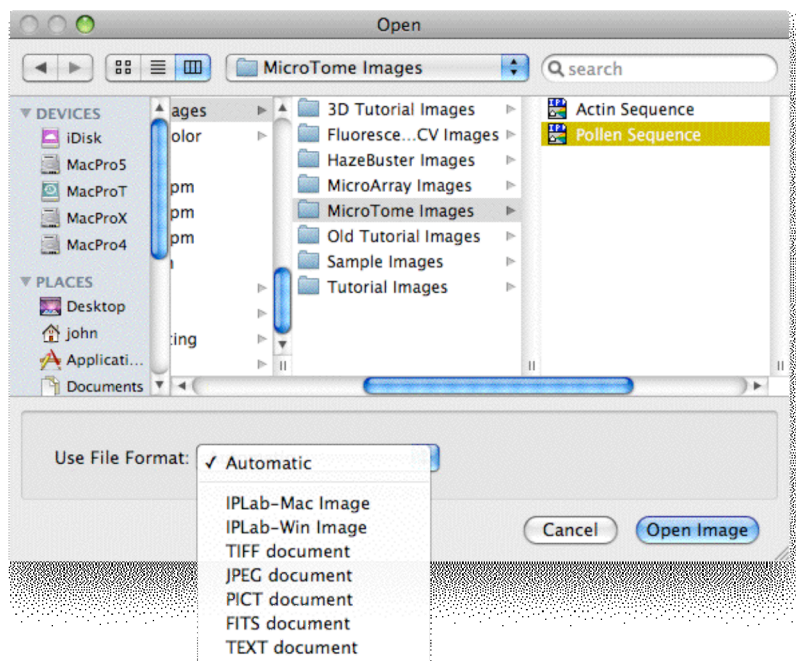 Open
MicroTome Images
search
DEVICES
iDisk
MacPro5
MacProT
MacProX
MacPro4
PLACES
Desktop
john
Applicati...
Documents
ages
olor
pm
pm
pm
ting
3D Tutorial Images
Fluoresce...CV Images
HazeBuster Images
MicroArray Images
MicroTome Images
Old Tutorial Images
Sample Images
Tutorial Images
Actin Sequence
Pollen Sequence
Use File Format:
✓ Automatic
IPLab-Mac Image
IPLab-Win Image
TIFF document
JPEG document
PICT document
FITS document
TEXT document
Cancel
Open Image